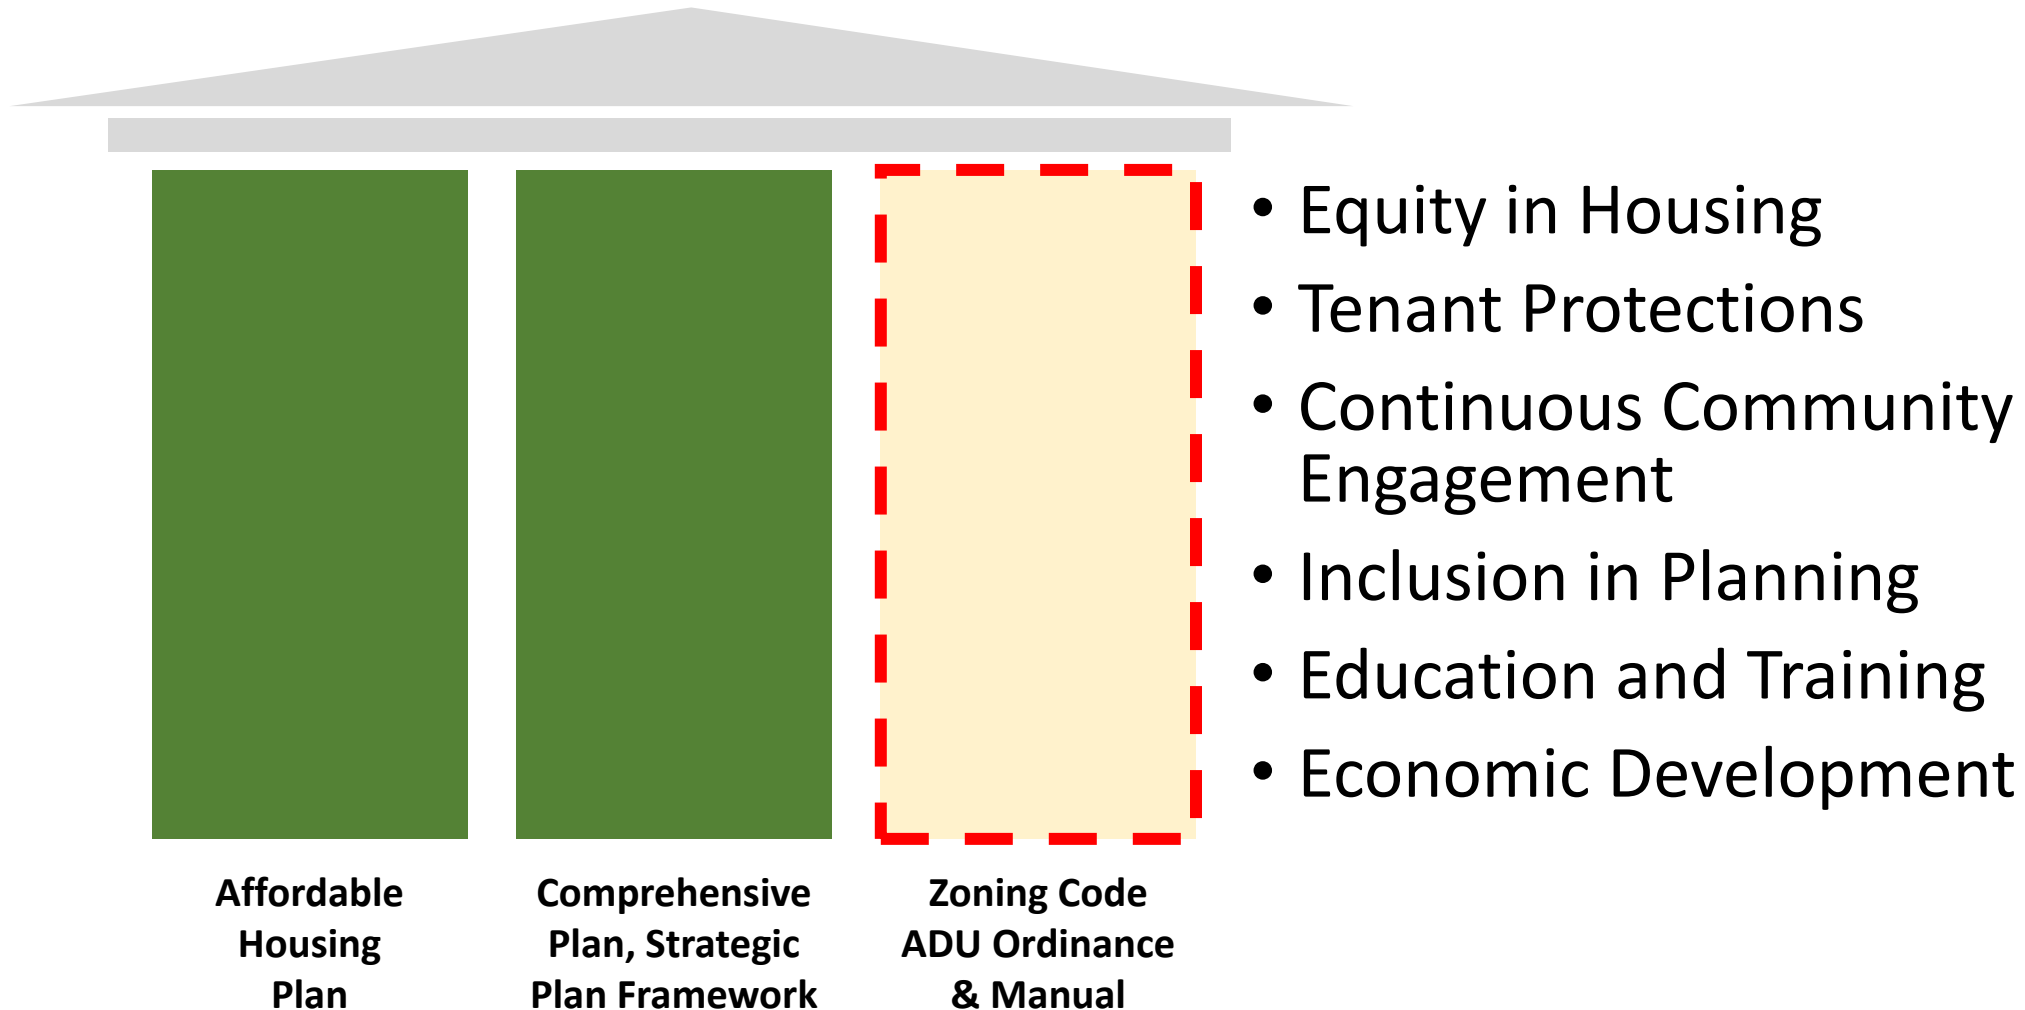 • Equity in Housing
• Tenant Protections
• Continuous Community
Engagement
• Inclusion in Planning
• Education and Training
• Economic Development
Affordable
Housing
Plan
Comprehensive
Plan, Strategic
Plan Framework
Zoning Code
ADU Ordinance
& Manual